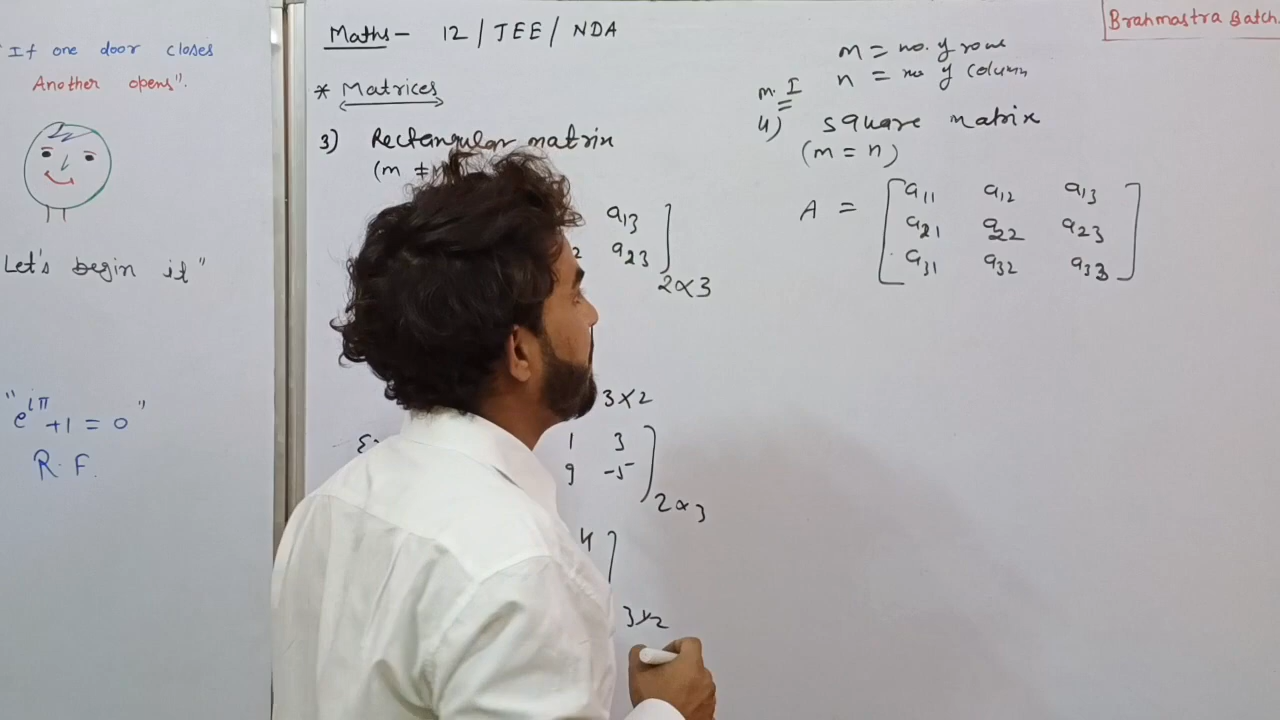 "If one door closes
Another opens".
Let's begin it"
"e^iπ + 1 = 0"
R. F.
Maths - 12 / JEE / NDA
* Matrices
3) Rectangular matrix
(m ≠
a13
2 a23
2×3
3×2
1 3
9 -5
2×3
4
3×2
Brahmastra Batch
m = no. of rows
n = no of column
m. I
4) square matrix
(m = n)
A = [ a11 a12 a13
a21 a22 a23
a31 a32 a33 ]